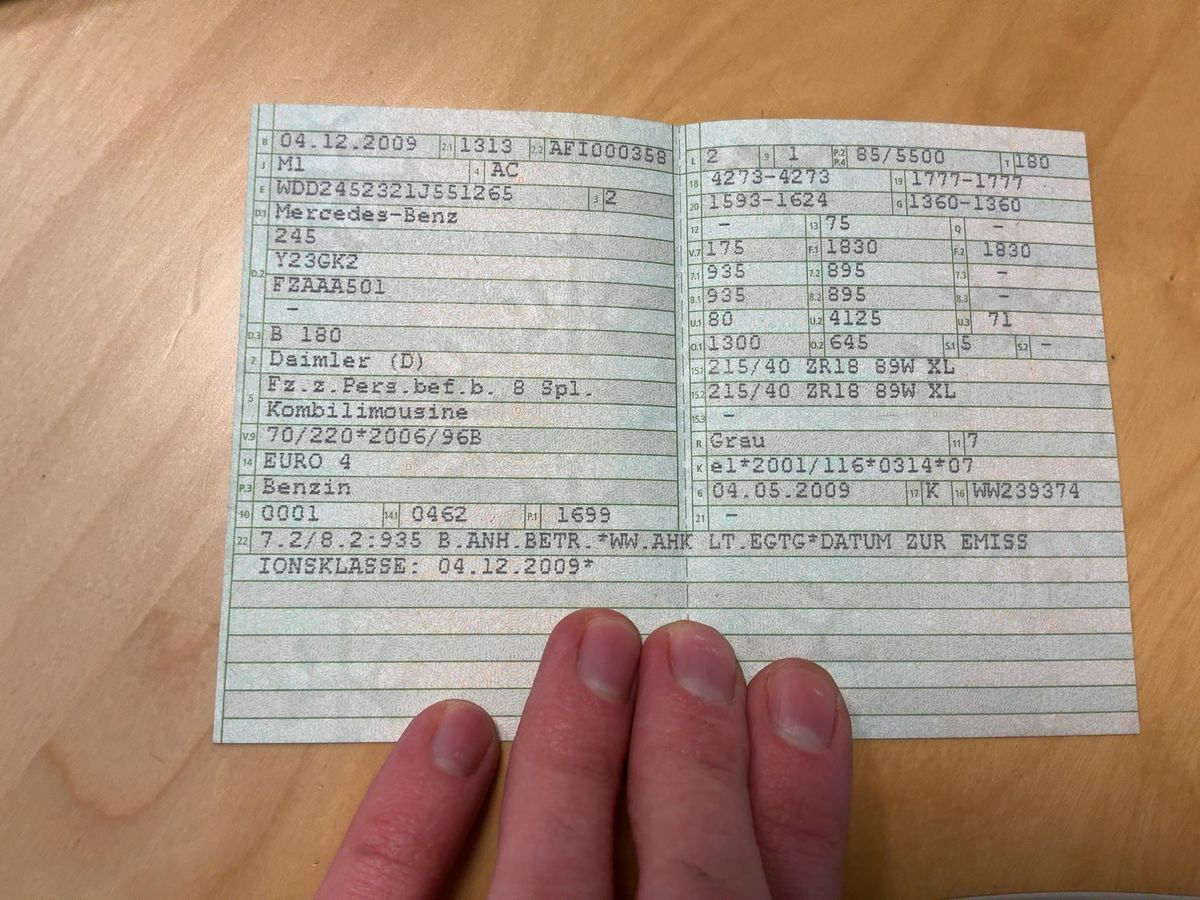 B 04.12.2009 2.1 1313 2.2 AFI000358
J M1 4 AC
E WDD2452321J551265 3 2
D.1 Mercedes-Benz
245
D.2 Y23GK2
FZAAA501
-
D.3 B 180
2 Daimler (D)
5 Fz.z.Pers.bef.b. 8 Spl.
Kombilimousine
V.9 70/220*2006/96B
14 EURO 4
P.3 Benzin
10 0001 14.1 0462 P.1 1699
L 2 9 1 P.2 P.4 85/5500 T 180
18 4273-4273 19 1777-1777
20 1593-1624 G 1360-1360
12 - 13 75 Q -
V.7 175 F.1 1830 F.2 1830
7.1 935 7.2 895 7.3 -
8.1 935 8.2 895 8.3 -
U.1 80 U.2 4125 U.3 71
O.1 1300 O.2 645 S.1 5 S.2 -
15.1 215/40 ZR18 89W XL
15.2 215/40 ZR18 89W XL
15.3 -
R Grau 11 7
K e1*2001/116*0314*07
6 04.05.2009 17 K 16 WW239374
21 -
22 7.2/8.2:935 B.ANH.BETR.*WW.AHK LT.EGTG*DATUM ZUR EMISS
IONSKLASSE: 04.12.2009*